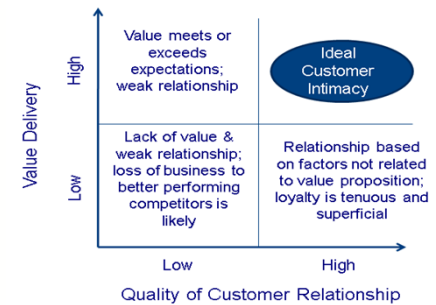 Value Delivery
High
Low
Value meets or
exceeds
expectations;
weak relationship
Ideal
Customer
Intimacy
Lack of value &
weak relationship;
loss of business to
better performing
competitors is
likely
Relationship based
on factors not related
to value proposition;
loyalty is tenuous and
superficial
Low
High
Quality of Customer Relationship